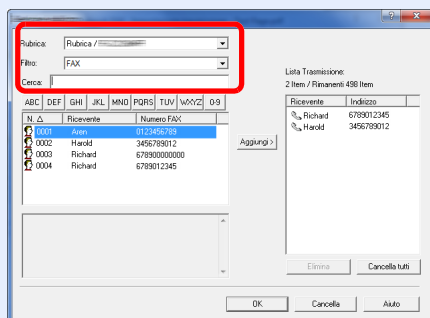 Rubrica: Rubrica /
Filtro: FAX
Cerca:
ABC DEF GHI JKL MNO PQRS TUV WXYZ 0-9
N. △ Ricevente Numero FAX
0001 Aren 0123456789
0002 Harold 3456789012
0003 Richard 678900000000
0004 Richard 6789012345
Aggiungi >
Lista Trasmissione:
2 Item / Rimanenti 498 Item
Ricevente Indirizzo
Richard 6789012345
Harold 3456789012
Elimina Cancella tutti
OK Cancella Aiuto